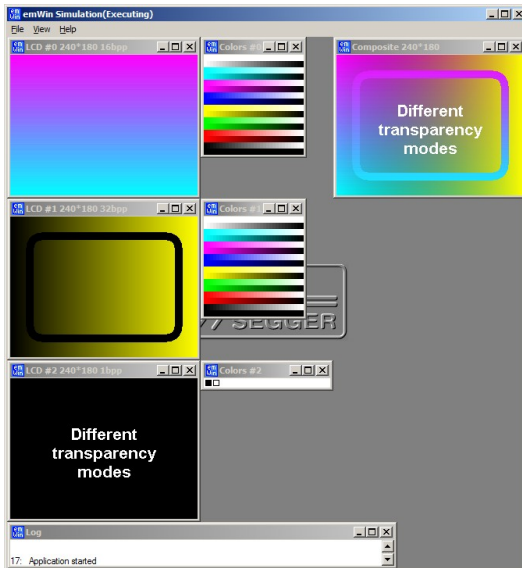 emWin Simulation(Executing)
File View Help
LCD #0 240*180 16bpp
Colors #0
Composite 240*180
Different
transparency
modes
LCD #1 240*180 32bpp
Colors #1
SEGGER
LCD #2 240*180 1bpp
Colors #2
Different
transparency
modes
Log
17: Application started